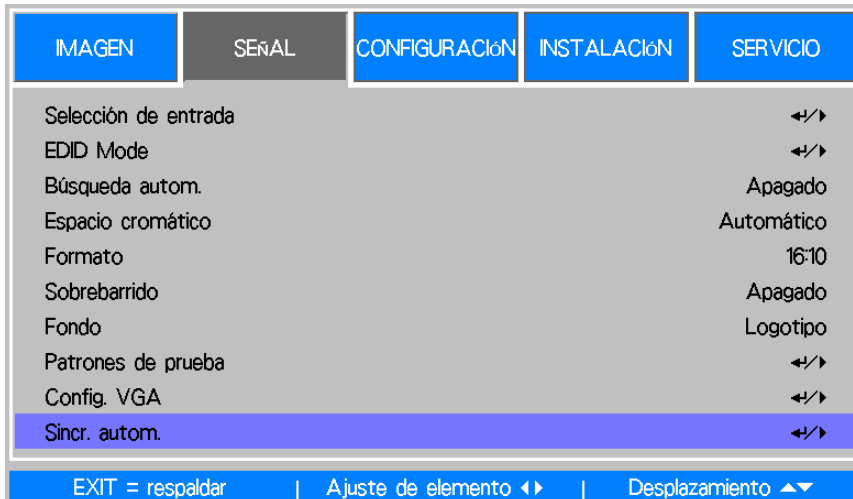 IMAGEN SEñAL CONFIGURACIóN INSTALACIóN SERVICIO
Selección de entrada
EDID Mode
Búsqueda autom. Apagado
Espacio cromático Automático
Formato 16:10
Sobrebarrido Apagado
Fondo Logotipo
Patrones de prueba
Config. VGA
Sincr. autom.
EXIT = respaldar | Ajuste de elemento | Desplazamiento